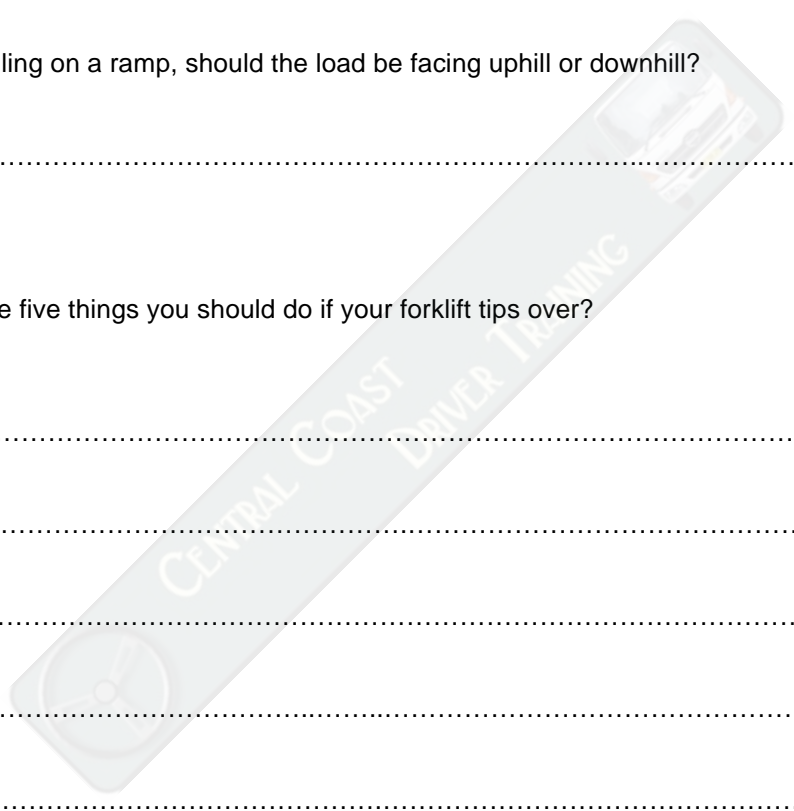 ling on a ramp, should the load be facing uphill or downhill?
e five things you should do if your forklift tips over?
CENTRAL COAST
DRIVER TRAINING